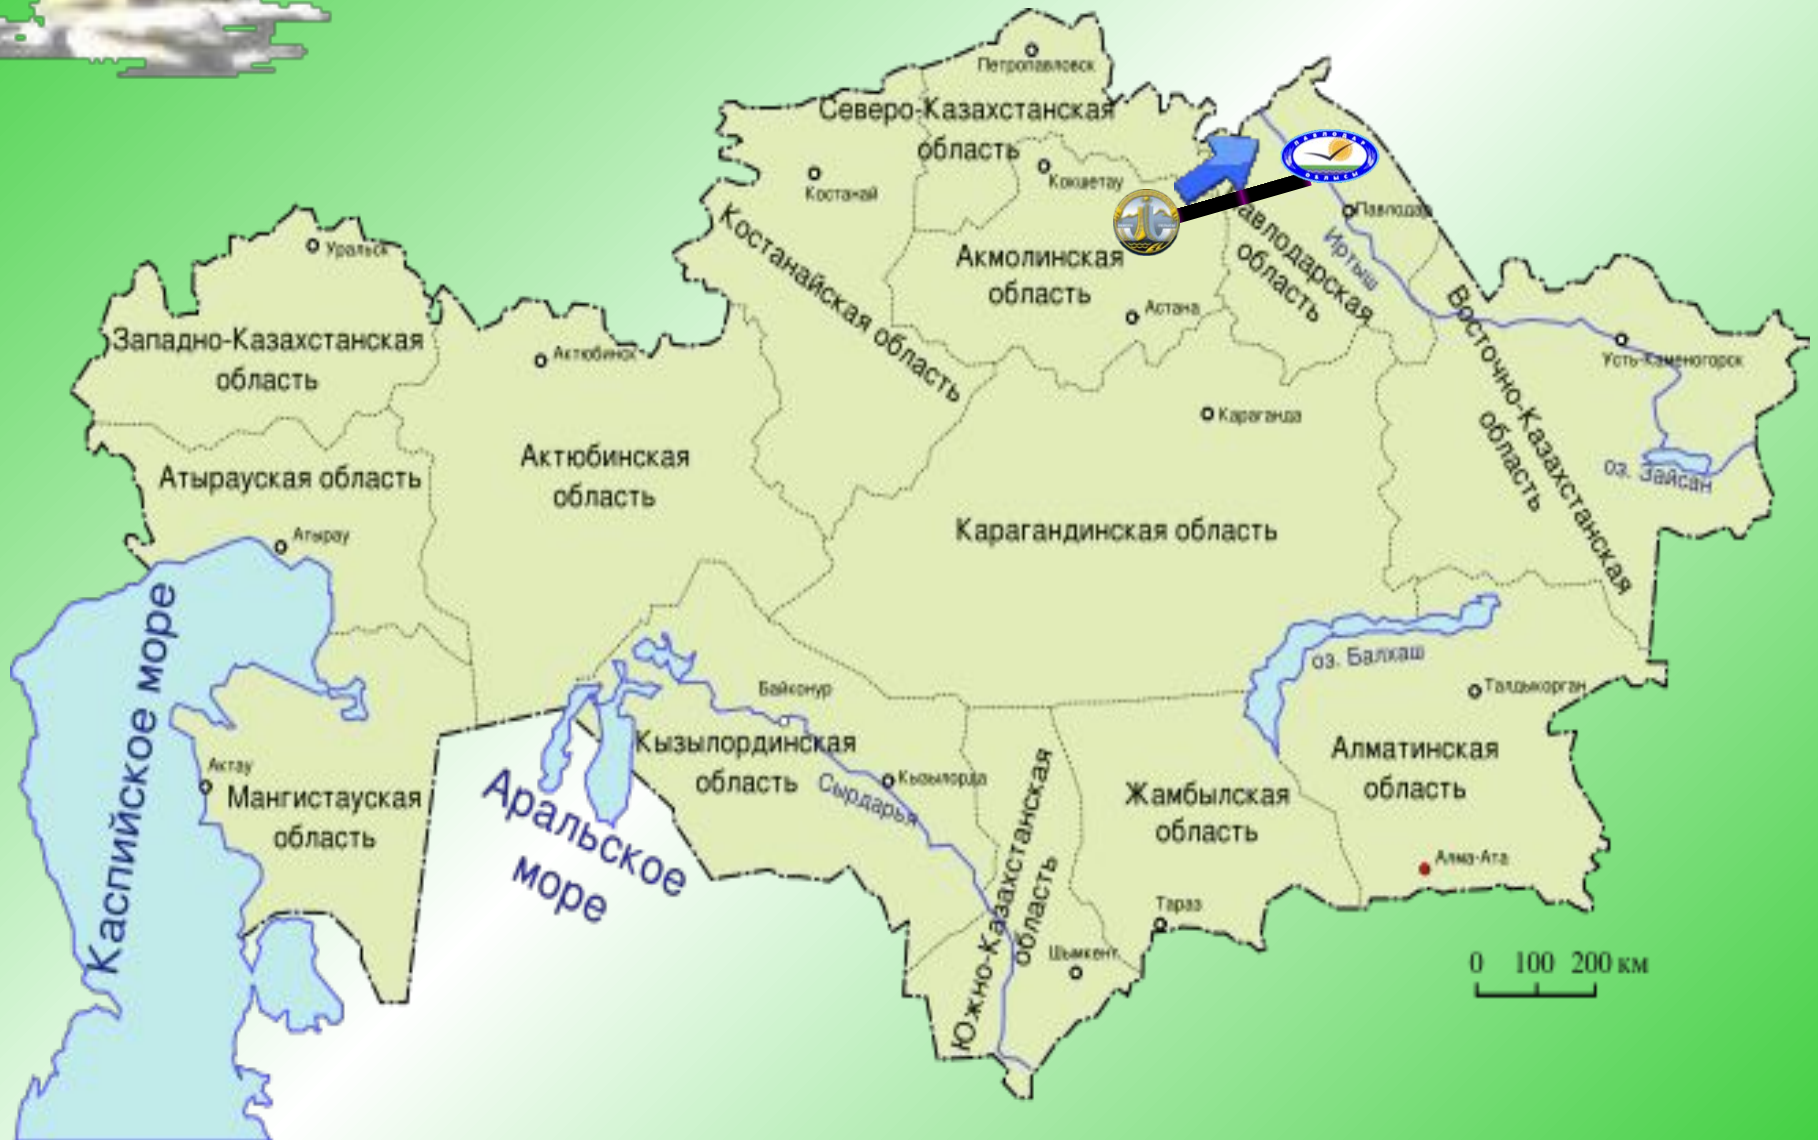 Петропавловск
Северо-Казахстанская
область
Костанай
Кокшетау
ПАВЛОДАР
ОБЛЫСЫ
Павлодар
Иртыш
авлодарская
область
Костанайская область
Акмолинская
область
Астана
Уральск
Западно-Казахстанская
область
Актюбинск
Восточно-Казахстанская
область
Усть-Каменогорск
оз. Зайсан
Караганда
Атырауская область
Атырау
Актюбинская
область
Карагандинская область
Каспийское море
оз. Балхаш
Талдыкорган
Байконур
Кызылординская
область
Кызылорда
Сырдарья
Актау
Мангистауская
область
Аральское
море
Южно-Казахстанская
область
Жамбылская
область
Алматинская
область
Алма-Ата
Тараз
Шымкент
0 100 200 км